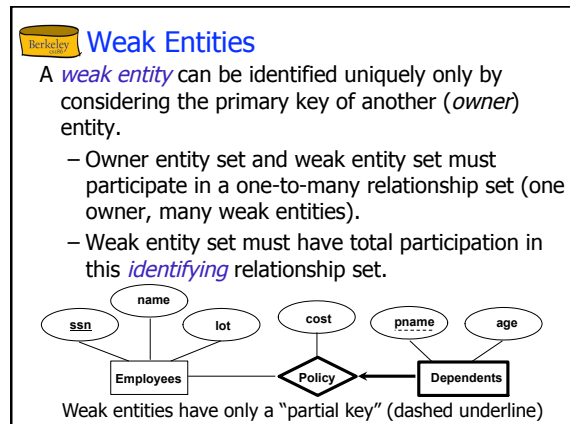 Berkeley
cs186
Weak Entities
A weak entity can be identified uniquely only by
considering the primary key of another (owner)
entity.
– Owner entity set and weak entity set must
participate in a one-to-many relationship set (one
owner, many weak entities).
– Weak entity set must have total participation in
this identifying relationship set.
name
ssn
lot
cost
pname
age
Employees
Policy
Dependents
Weak entities have only a “partial key” (dashed underline)